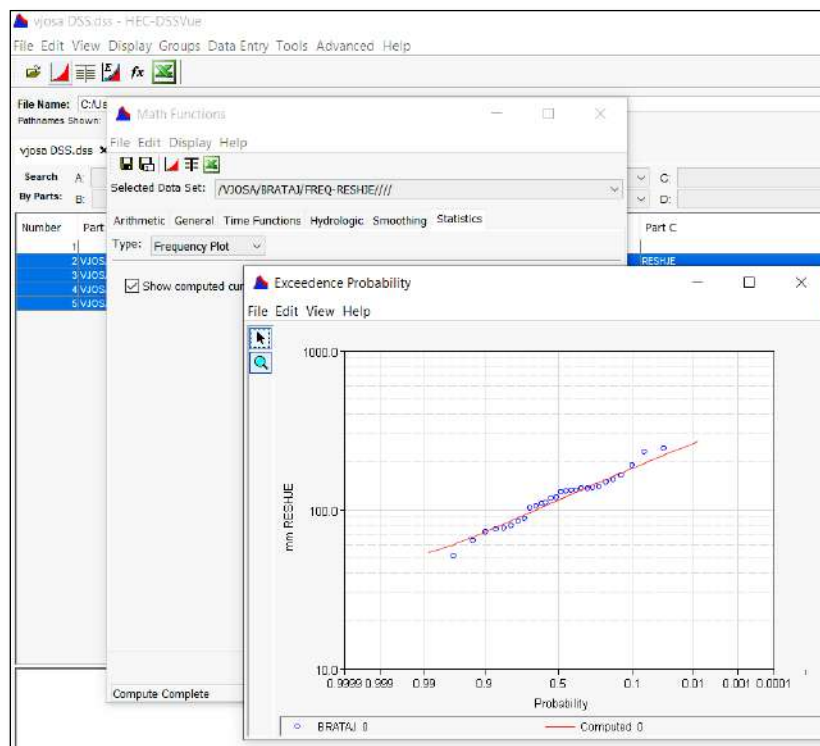 vjosa DSS.dss - HEC-DSSVue
File Edit View Display Groups Data Entry Tools Advanced Help
File Name: C:/Us
Pathnames Shown:
vjosa DSS.dss ×
Search A: C:
By Parts: B: D:
Number Part Part C
1
2 VJOSA RESHJE
3 VJOSA
4 VJOSA
5 VJOSA
Math Functions
File Edit Display Help
Selected Data Set: /VJOSA/BRATAJ/FREQ-RESHJE////
Arithmetic General Time Functions Hydrologic Smoothing Statistics
Type: Frequency Plot
Show computed cur
Compute Complete
Exceedence Probability
File Edit View Help
1000.0
100.0
10.0
mm RESHJE
0.9999 0.999 0.99 0.9 0.5 0.1 0.01 0.001 0.0001
Probability
BRATAJ 0 Computed 0